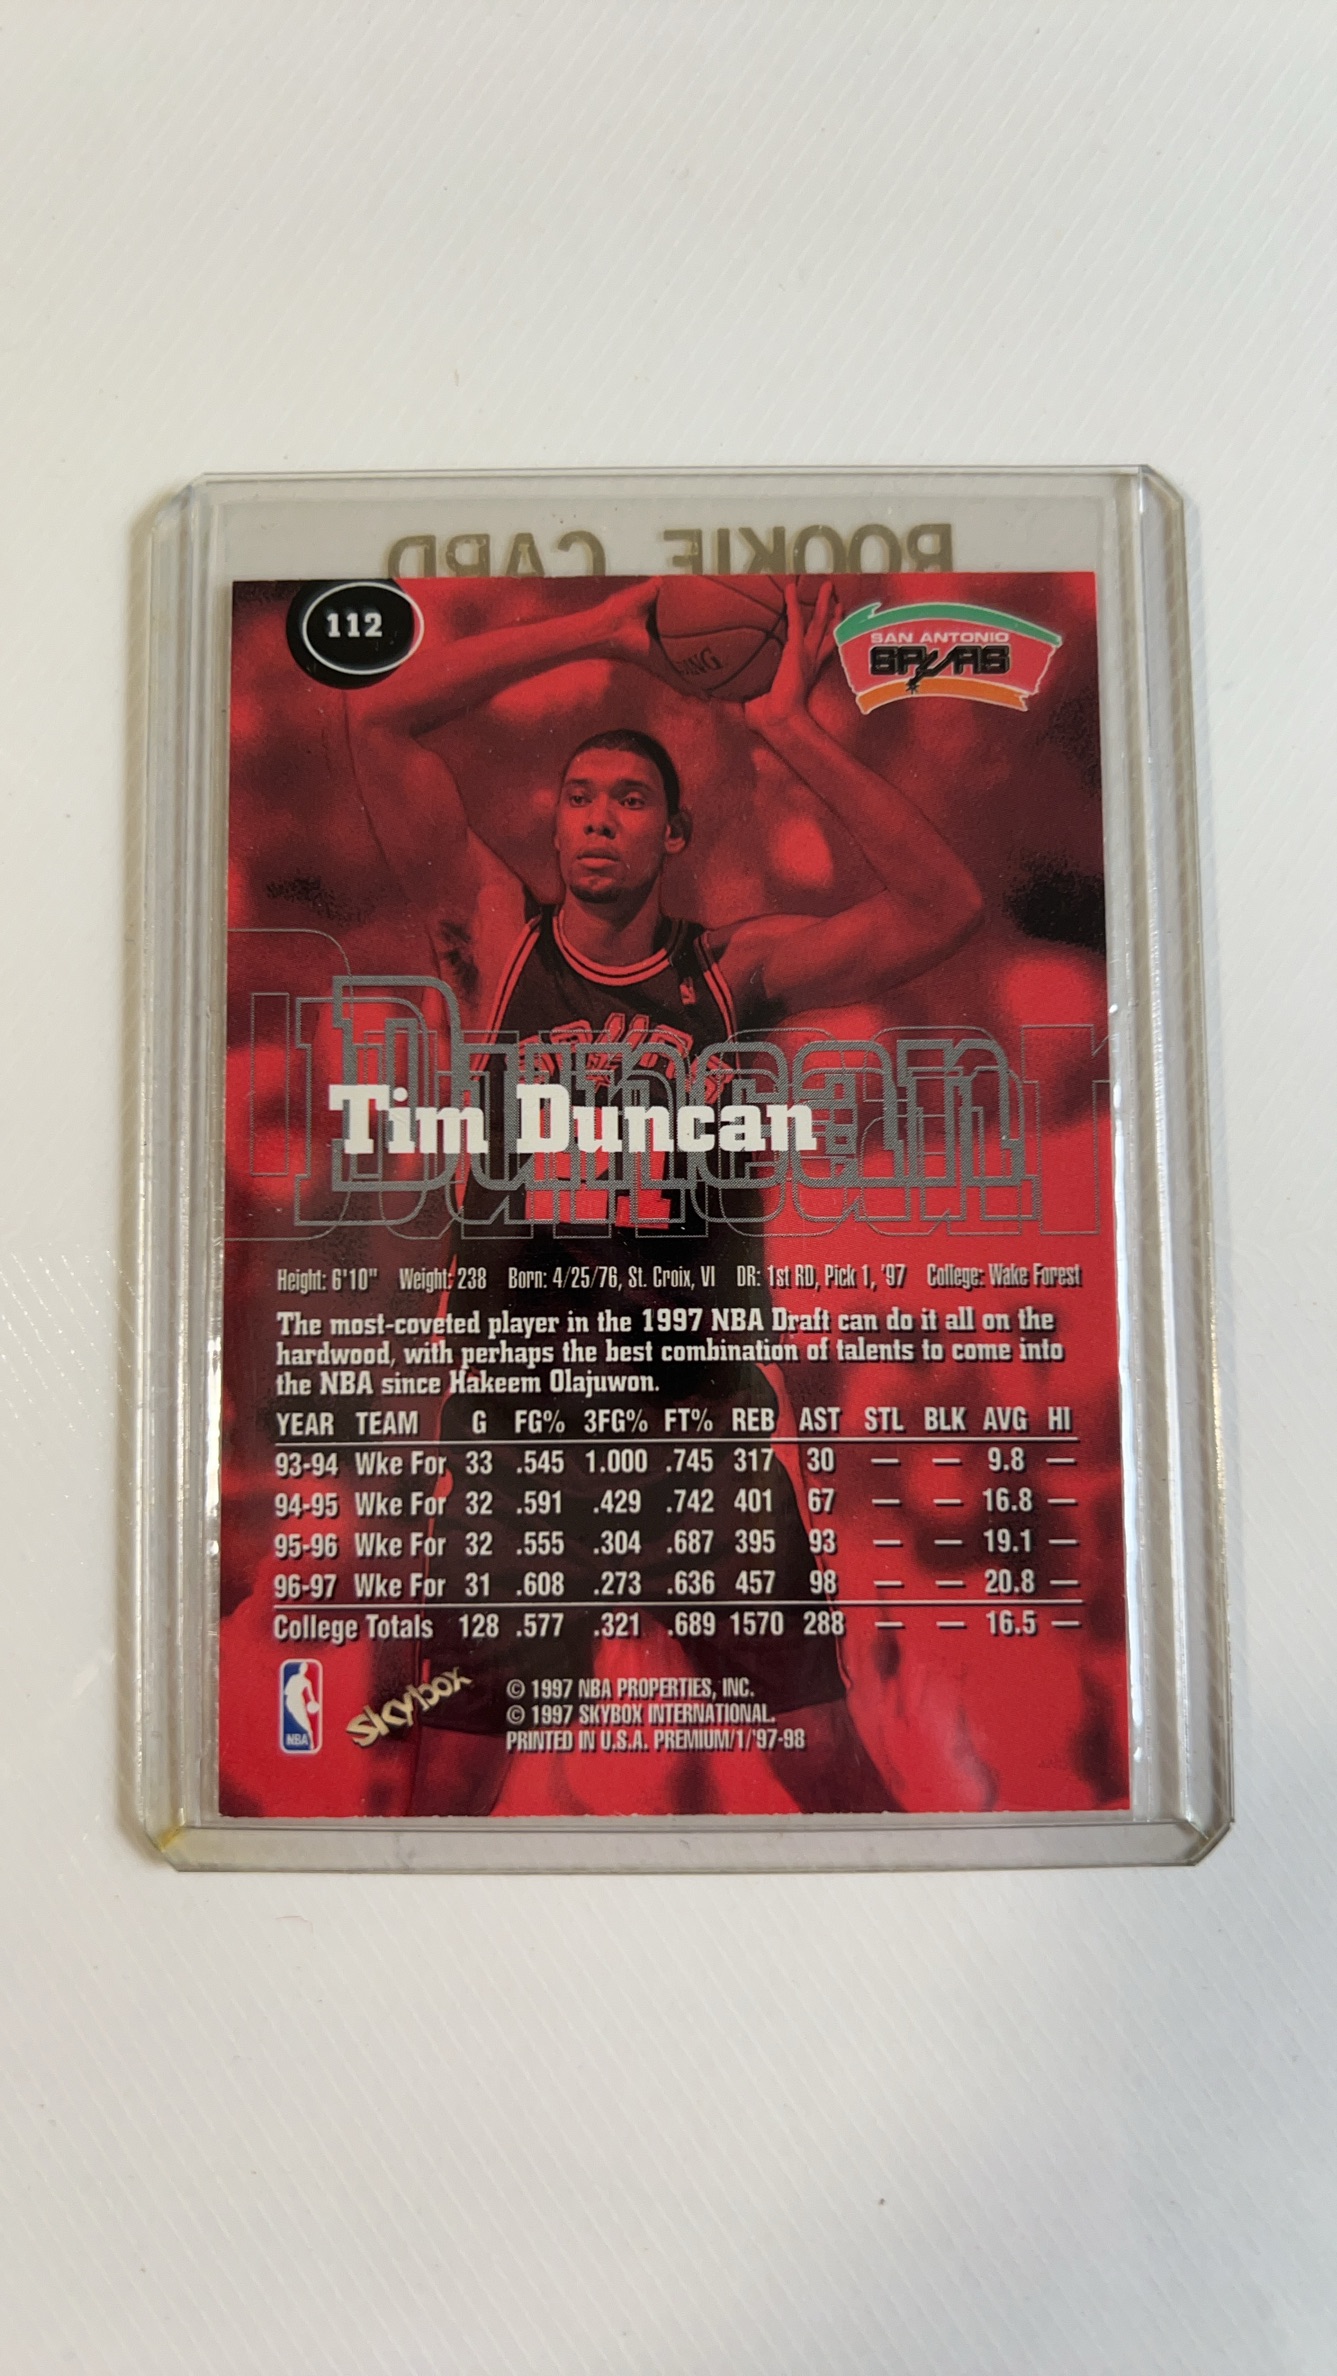 ROOKIE CARD
112
SAN ANTONIO
SPURS
Tim Duncan
Duncan
Height: 6'10" Weight: 238 Born: 4/25/76, St. Croix, VI DR: 1st RD, Pick 1, '97 College: Wake Forest
The most-coveted player in the 1997 NBA Draft can do it all on the
hardwood, with perhaps the best combination of talents to come into
the NBA since Hakeem Olajuwon.
YEAR TEAM G FG% 3FG% FT% REB AST STL BLK AVG HI
93-94 Wke For 33 .545 1.000 .745 317 30 — — 9.8 —
94-95 Wke For 32 .591 .429 .742 401 67 — — 16.8 —
95-96 Wke For 32 .555 .304 .687 395 93 — — 19.1 —
96-97 Wke For 31 .608 .273 .636 457 98 — — 20.8 —
College Totals 128 .577 .321 .689 1570 288 — — 16.5 —
NBA
Skybox
© 1997 NBA PROPERTIES, INC.
© 1997 SKYBOX INTERNATIONAL.
PRINTED IN U.S.A. PREMIUM/1/'97-98